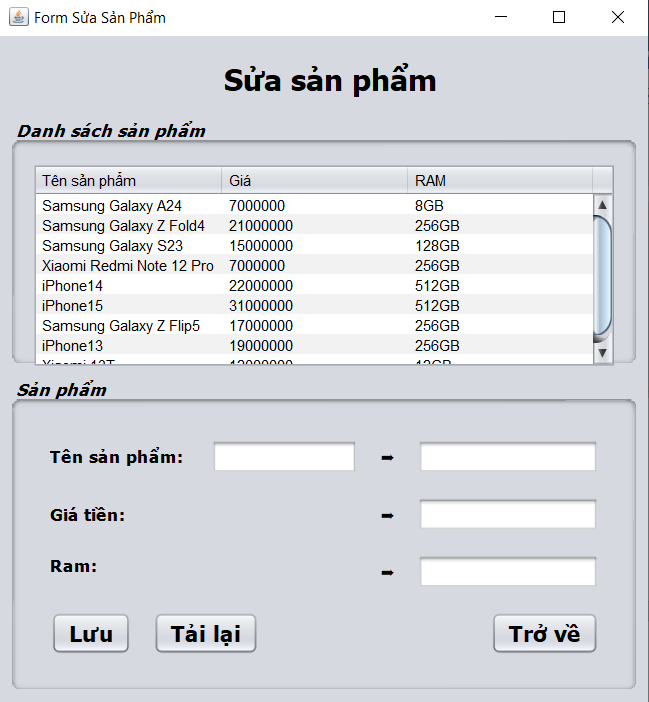 Form Sửa Sản Phẩm
Sửa sản phẩm
Danh sách sản phẩm
Tên sản phẩm Giá RAM
Samsung Galaxy A24 7000000 8GB
Samsung Galaxy Z Fold4 21000000 256GB
Samsung Galaxy S23 15000000 128GB
Xiaomi Redmi Note 12 Pro 7000000 256GB
iPhone14 22000000 512GB
iPhone15 31000000 512GB
Samsung Galaxy Z Flip5 17000000 256GB
iPhone13 19000000 256GB
Xiaomi 13T 12GB
Sản phẩm
Tên sản phẩm: ➡
Giá tiền: ➡
Ram: ➡
Lưu Tải lại Trở về